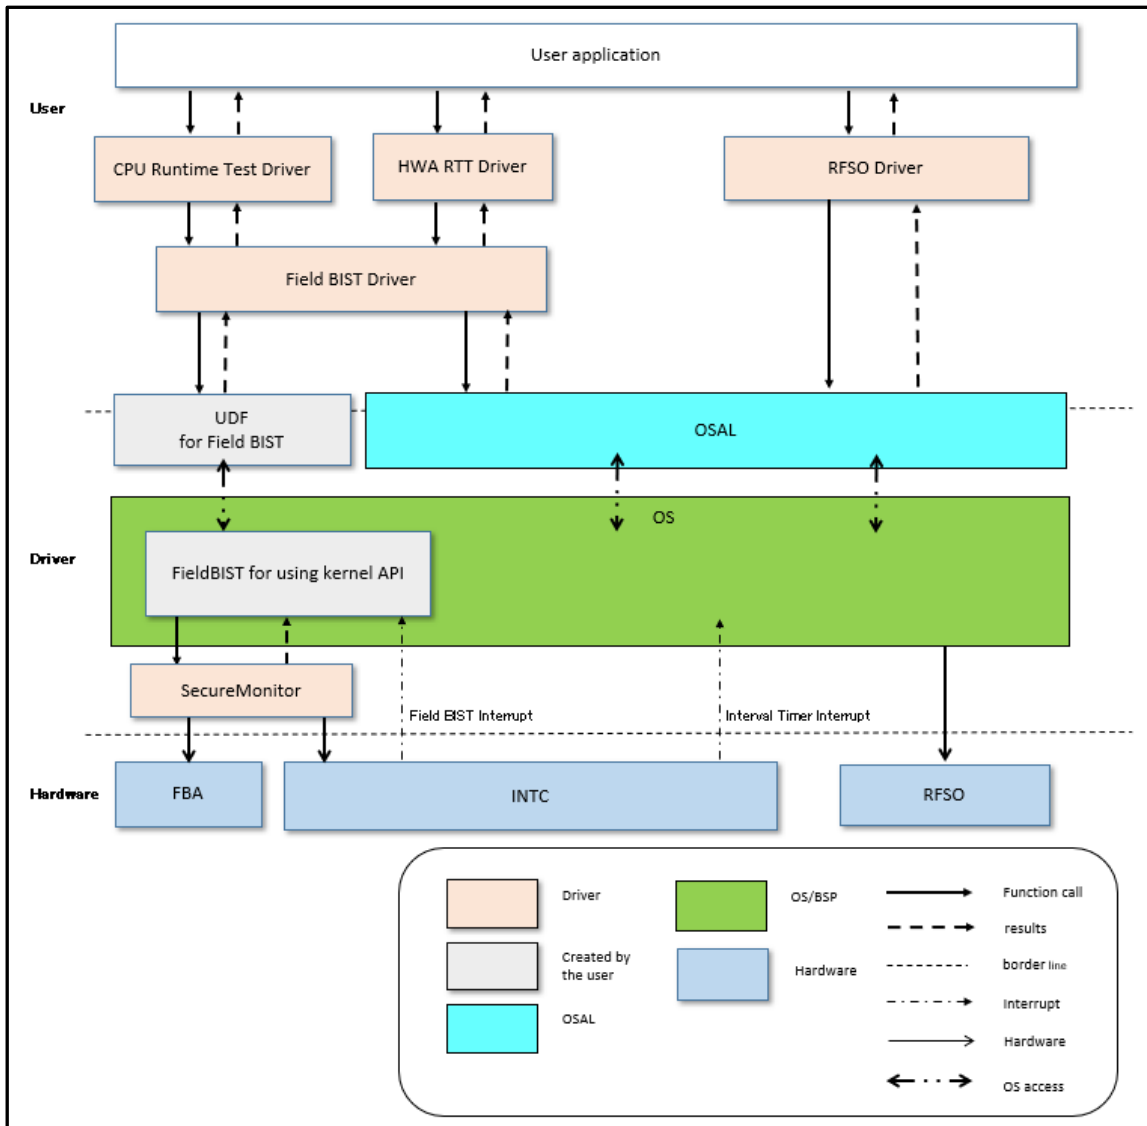 User application
User
CPU Runtime Test Driver
HWA RTT Driver
RFSO Driver
Field BIST Driver
UDF
for Field BIST
OSAL
OS
Driver
FieldBIST for using kernel API
SecureMonitor
Field BIST Interrupt
Interval Timer Interrupt
Hardware
FBA
INTC
RFSO
Driver
OS/BSP
Function call
results
Created by
the user
Hardware
border line
Interrupt
OSAL
Hardware
OS access